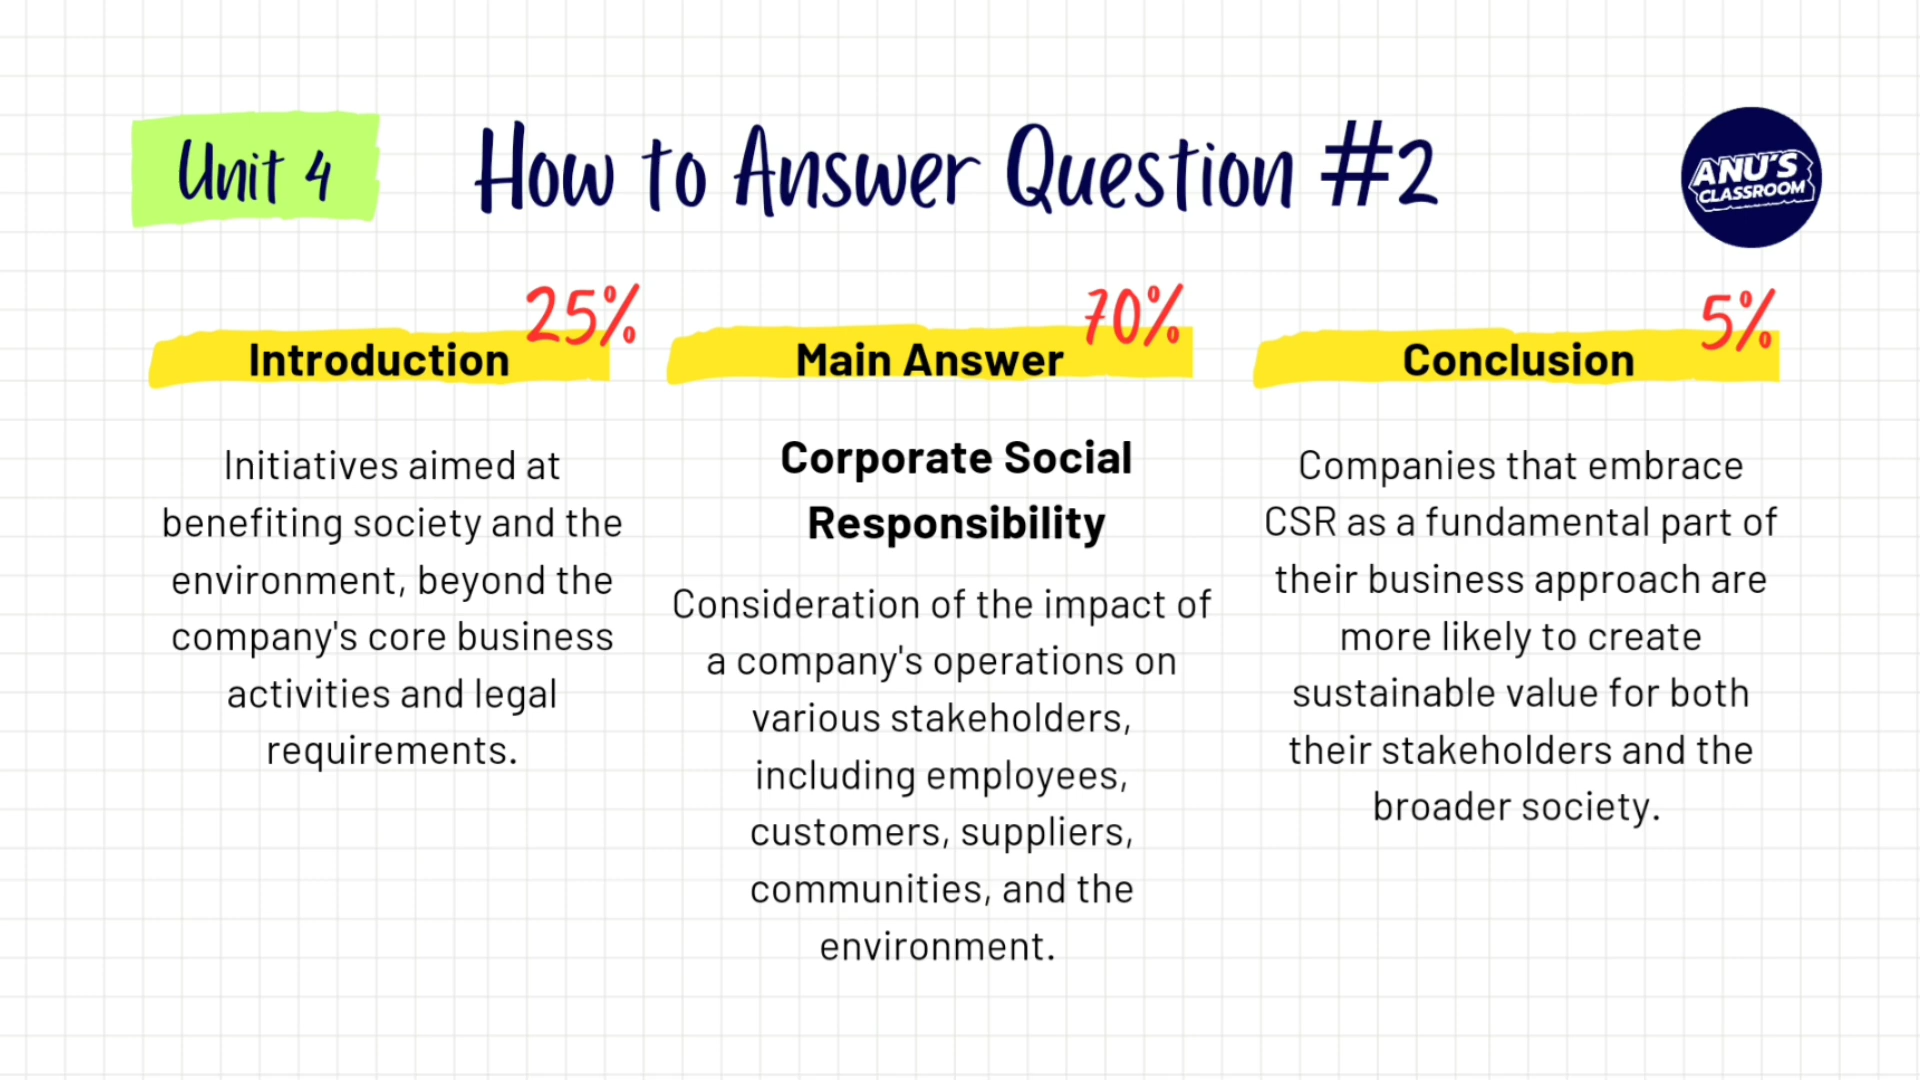 Unit 4
How to Answer Question #2
ANU'S
CLASSROOM
25%
Introduction
Initiatives aimed at
benefiting society and the
environment, beyond the
company's core business
activities and legal
requirements.
70%
Main Answer
Corporate Social
Responsibility
Consideration of the impact of
a company's operations on
various stakeholders,
including employees,
customers, suppliers,
communities, and the
environment.
5%
Conclusion
Companies that embrace
CSR as a fundamental part of
their business approach are
more likely to create
sustainable value for both
their stakeholders and the
broader society.